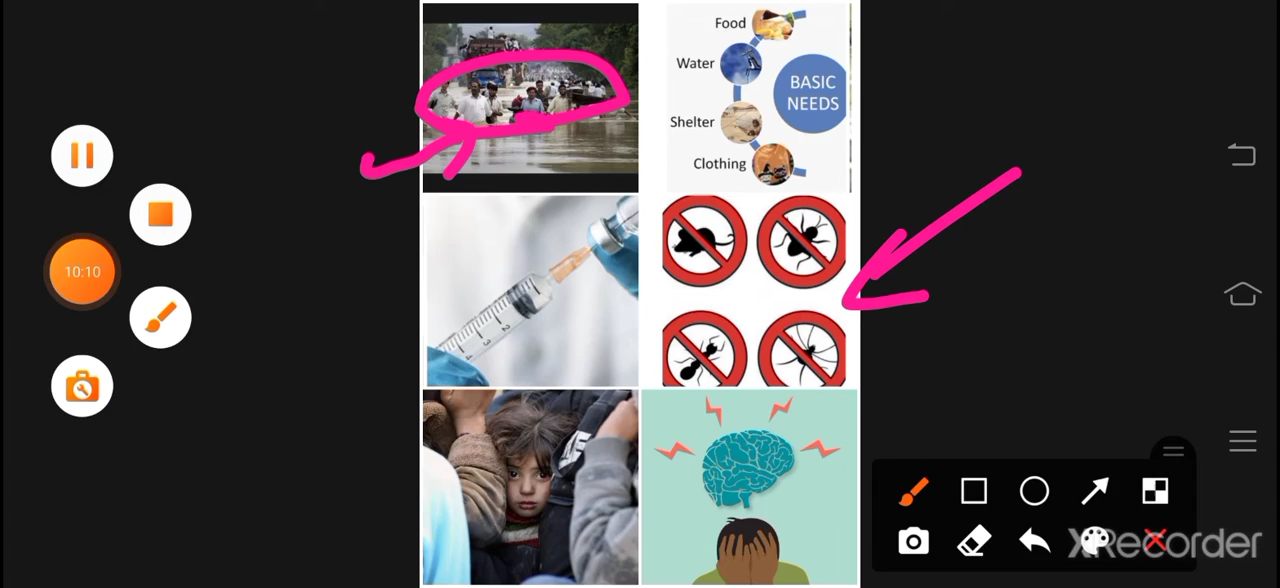 Food
Water
BASIC
NEEDS
Shelter
Clothing
10:10
XRecorder